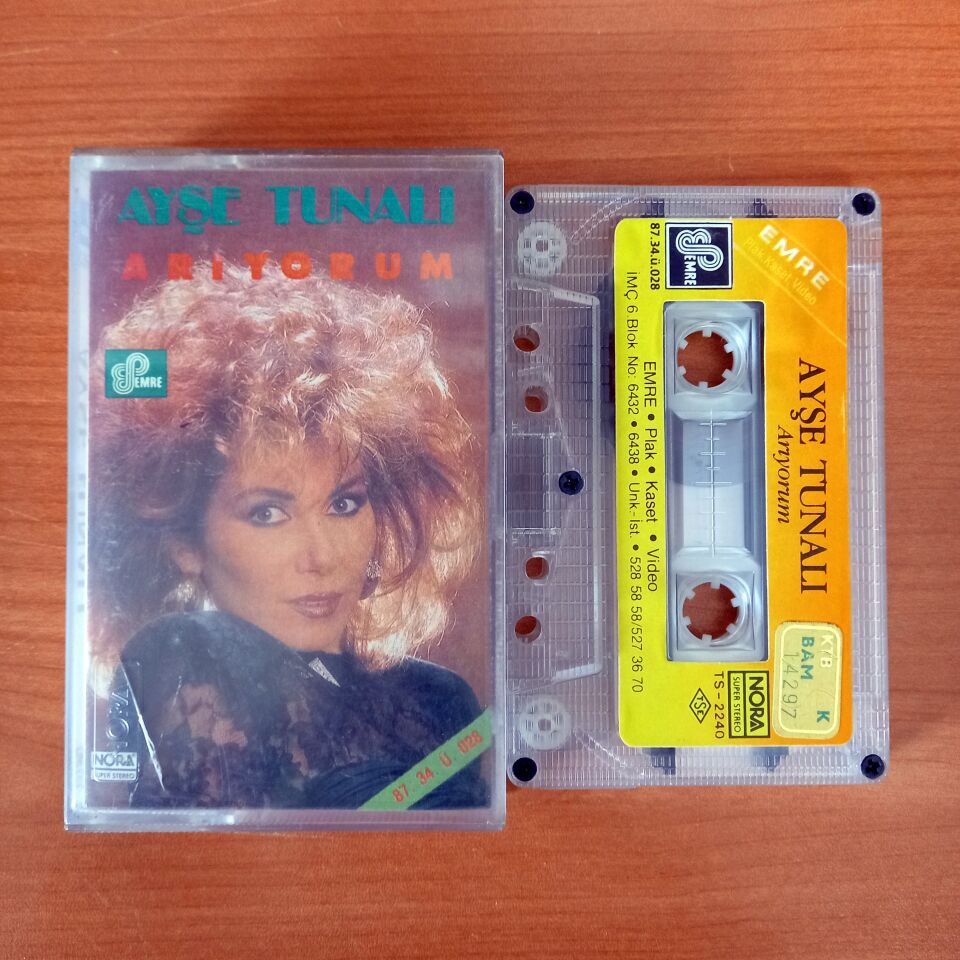 AYŞE TUNALI
ARIYORUM
EMRE
NORA
SUPER STEREO
87. 34. Ü. 028
EMRE
Plak Kaset Video
AYŞE TUNALI
Arıyorum
EMRE
87.34.ü.028
EMRE • Plak • Kaset • Video
İMÇ 6.Blok No: 6432 • 6438 • Unk.- İst. • 528 58 58/527 36 70
NORA
SUPER STEREO
TS-2240
TSE
KTB
K
BAM
14297